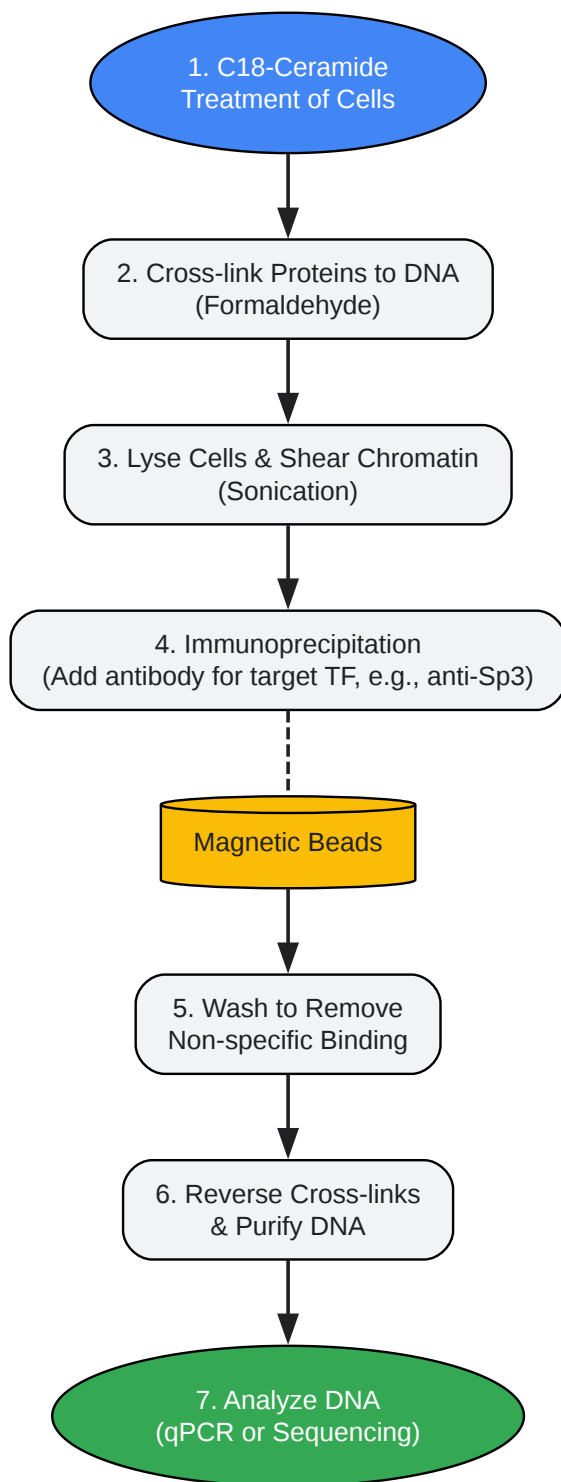 1. C18-Ceramide
Treatment of Cells
2. Cross-link Proteins to DNA
(Formaldehyde)
3. Lyse Cells & Shear Chromatin
(Sonication)
4. Immunoprecipitation
(Add antibody for target TF, e.g., anti-Sp3)
Magnetic Beads
5. Wash to Remove
Non-specific Binding
6. Reverse Cross-links
& Purify DNA
7. Analyze DNA
(qPCR or Sequencing)